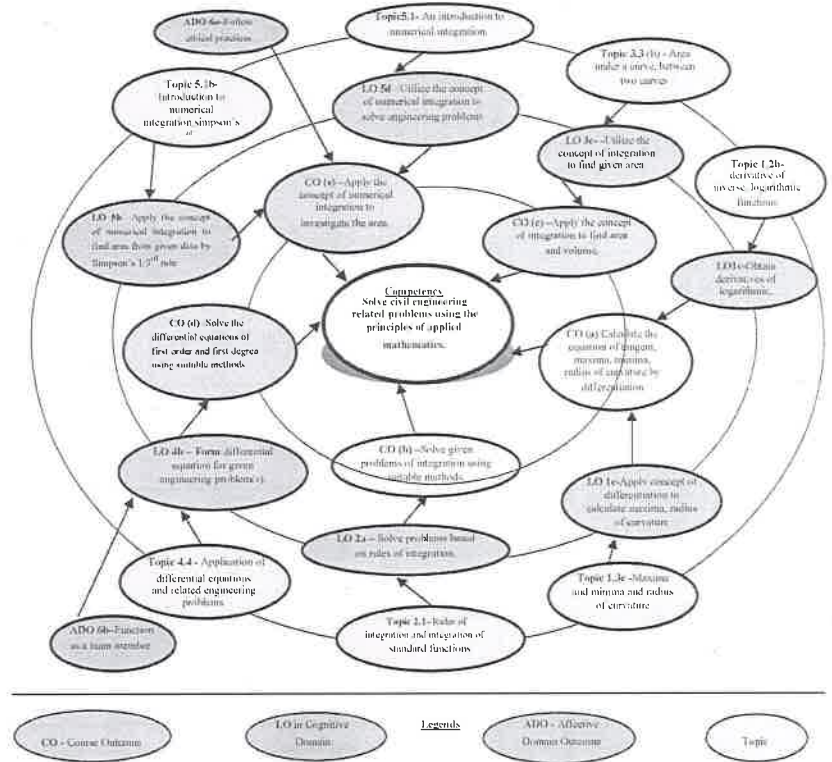 ADO 6a-Follow
ethical practices
Topic5.1- An introduction to
numerical integration.
Topic 3.3 (b) - Area
under a curve, between
two curves
Topic 5.1b-
Introduction to
numerical
integration,simpson's
LO 5d - Utilize the concept
of numerical integration to
solve engineering problems
LO 3c- -Utilize the
concept of integration
to find given area
Topic 1.2b-
derivative of
inverse, logarithmic
functions
CO (e) -Apply the
concept of numerical
integration to
investigate the area.
LO 5b- Apply the concept
of numerical integration to
find area from given data by
Simpson's 1/3rd rule
CO (c) -Apply the concept
of integration to find area
and volume.
LO1c-Obtain
derivatives of
logarithmic,
Competency
Solve civil engineering
related problems using the
principles of applied
mathematics.
CO (d) -Solve the
differential equations of
first order and first degree
using suitable methods
CO (a) Calculate the
equation of tangent,
maxima, minima,
radius of curvature by
differentiation
LO 4b - Form differential
equation for given
engineering problem(s).
CO (b) -Solve given
problems of integration using
suitable methods.
LO 1e-Apply concept of
differentiation to
calculate maxima, radius
of curvature
LO 2a - Solve problems based
on rules of integration.
Topic 4.4 - Application of
differential equations
and related engineering
problems.
Topic 1.3c -Maxima
and minima and radius
of curvature
ADO 6b-Function
as a team member
Topic 2.1- Rules of
integration and integration of
standard functions
Legends
CO - Course Outcome
LO in Cognitive
Domain:
ADO - Affective
Domain Outcome
Topic